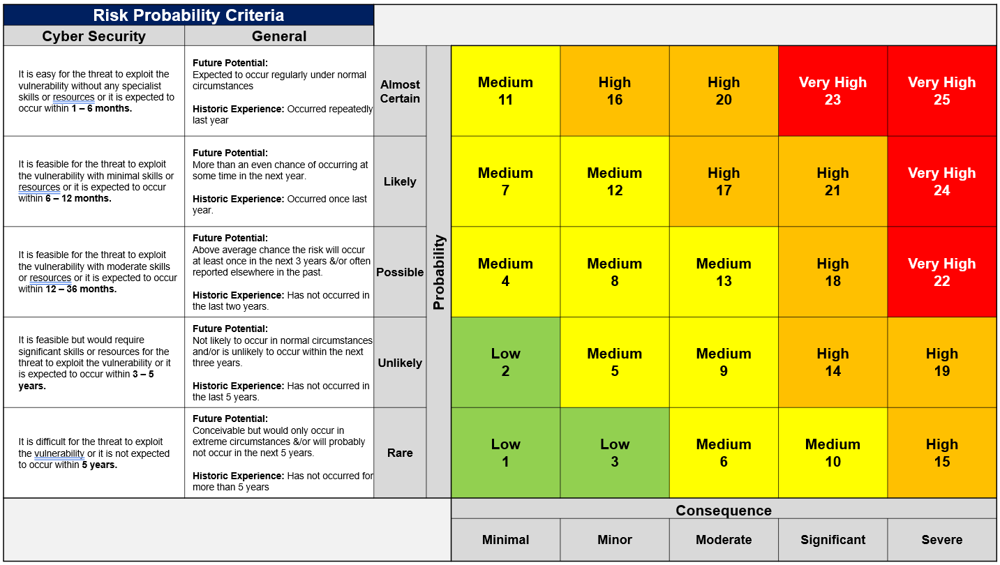 Risk Probability Criteria
Cyber Security
General
It is easy for the threat to exploit the
vulnerability without any specialist
skills or resources or it is expected to
occur within 1 – 6 months.
Future Potential:
Expected to occur regularly under normal
circumstances
Historic Experience: Occurred repeatedly
last year
Almost
Certain
Medium
11
High
16
High
20
Very High
23
Very High
25
It is feasible for the threat to exploit
the vulnerability with minimal skills or
resources or it is expected to occur
within 6 – 12 months.
Future Potential:
More than an even chance of occurring at
some time in the next year.
Historic Experience: Occurred once last
year.
Likely
Medium
7
Medium
12
High
17
High
21
Very High
24
It is feasible for the threat to exploit
the vulnerability with moderate skills
or resources or it is expected to occur
within 12 – 36 months.
Future Potential:
Above average chance the risk will occur
at least once in the next 3 years &/or often
reported elsewhere in the past.
Historic Experience: Has not occurred in
the last two years.
Possible
Probability
Medium
4
Medium
8
Medium
13
High
18
Very High
22
It is feasible but would require
significant skills or resources for the
threat to exploit the vulnerability or it
is expected to occur within 3 – 5
years.
Future Potential:
Not likely to occur in normal circumstances
and/or is unlikely to occur within the next
three years.
Historic Experience: Has not occurred in
the last 5 years.
Unlikely
Low
2
Medium
5
Medium
9
High
14
High
19
It is difficult for the threat to exploit
the vulnerability or it is not expected
to occur within 5 years.
Future Potential:
Conceivable but would only occur in
extreme circumstances &/or will probably
not occur in the next 5 years.
Historic Experience: Has not occurred for
more than 5 years
Rare
Low
1
Low
3
Medium
6
Medium
10
High
15
Consequence
Minimal
Minor
Moderate
Significant
Severe